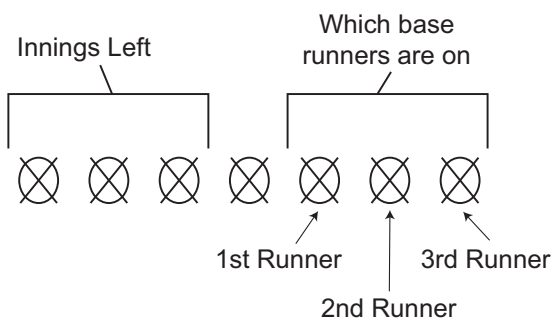 Innings Left
Which base
runners are on
1st Runner
3rd Runner
2nd Runner